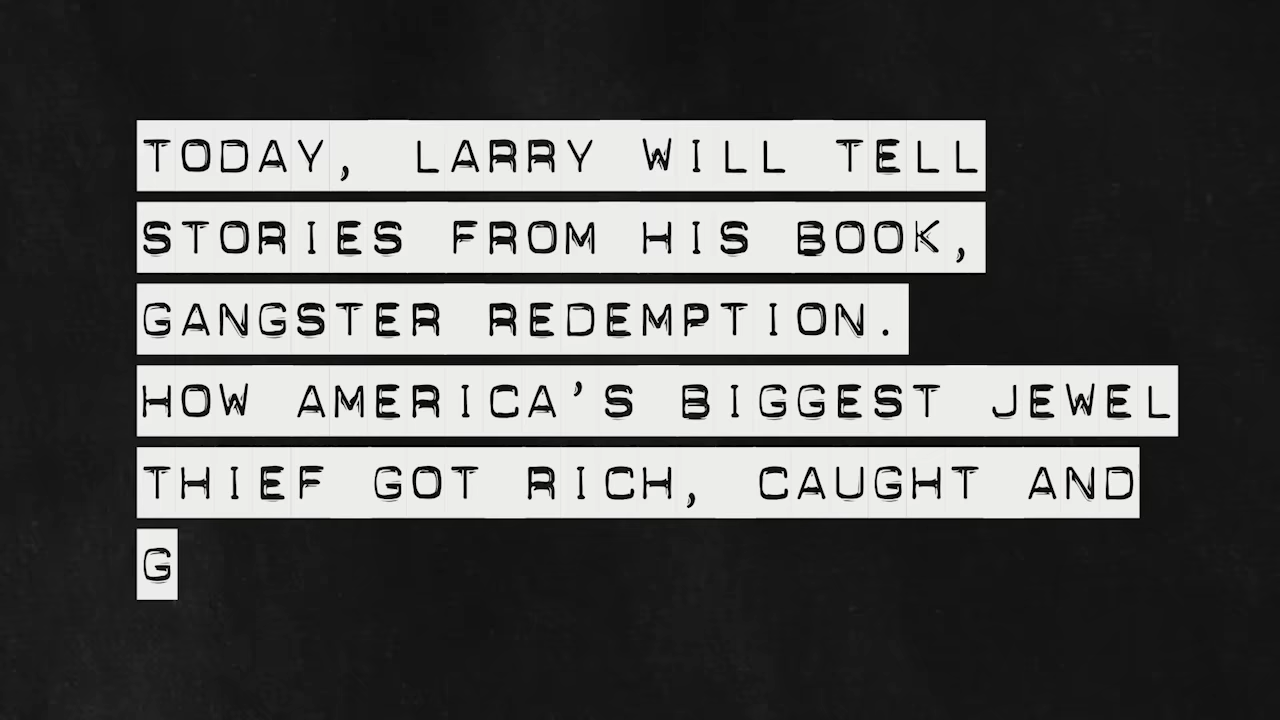 TODAY, LARRY WILL TELL
STORIES FROM HIS BOOK,
GANGSTER REDEMPTION.
HOW AMERICA'S BIGGEST JEWEL
THIEF GOT RICH, CAUGHT AND
G